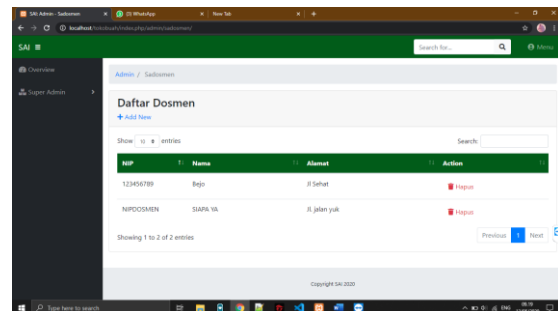 SAI: Admin - Sadosmen
WhatsApp
New Tab
localhost/totobuah/index.php/admin/sadosmen/
SAI
Search for...
Menu
Overview
Super Admin
Admin / Sadosmen
Daftar Dosmen
+ Add New
Show 10 entries
Search:
NIP Nama Alamat Action
123456789 Bejo Jl Sehat Hapus
NIPDOSMEN SIAPA YA Jl. jalan yuk Hapus
Showing 1 to 2 of 2 entries
Previous 1 Next
Copyright SAI 2020
Type here to search
ENG